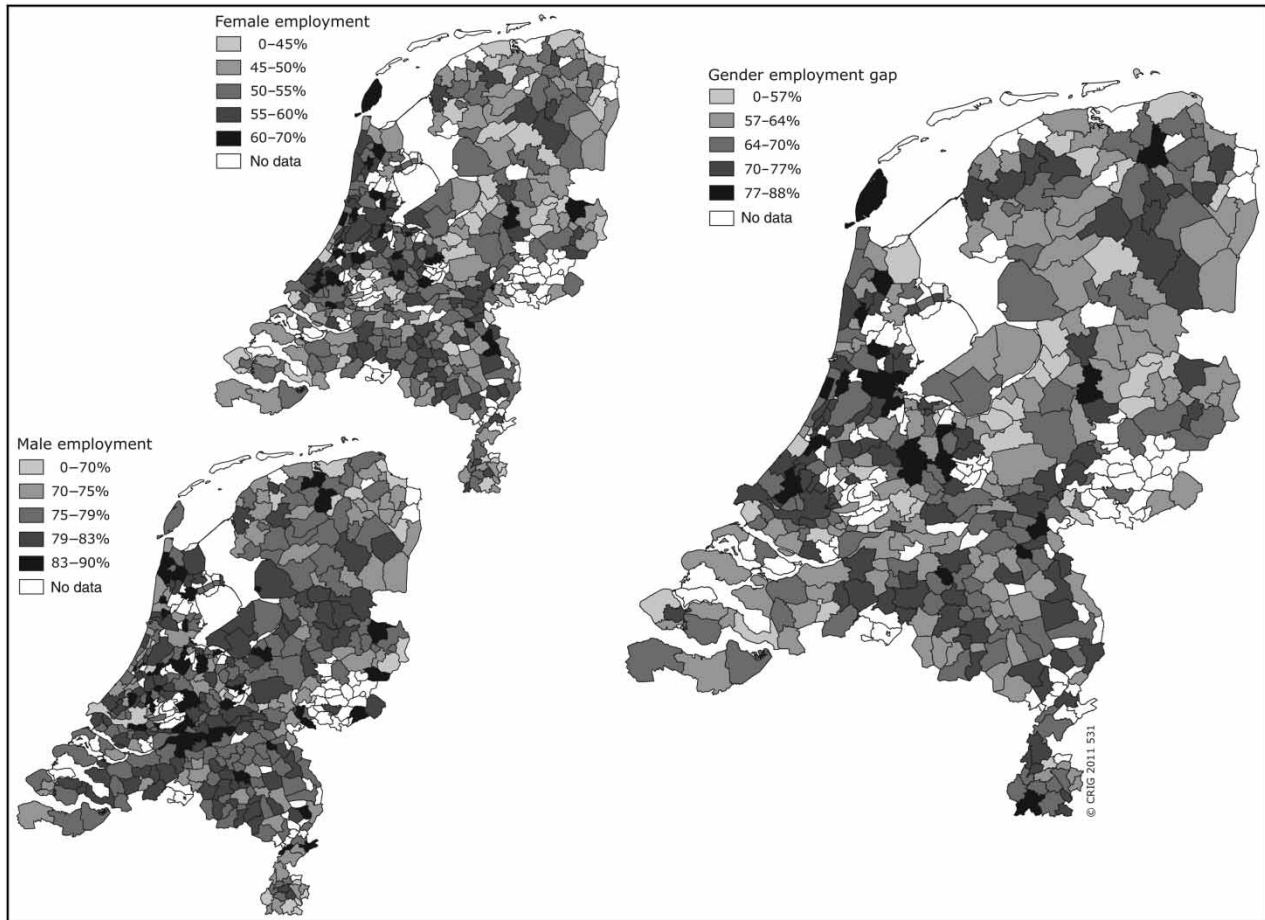 Female employment
0–45%
45–50%
50–55%
55–60%
60–70%
No data
Gender employment gap
0–57%
57–64%
64–70%
70–77%
77–88%
No data
Male employment
0–70%
70–75%
75–79%
79–83%
83–90%
No data
© CRIG 2011 531